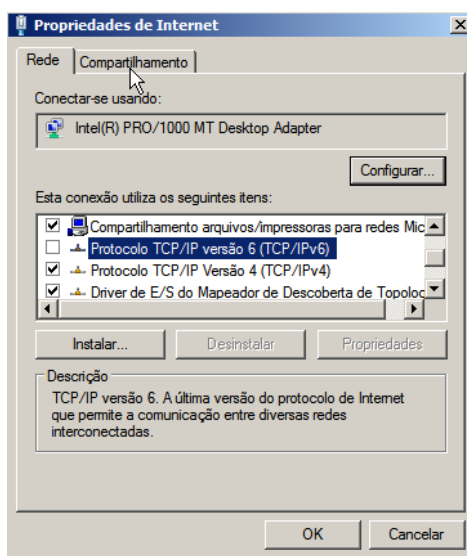 Propriedades de Internet
Rede
Compartilhamento
Conectar-se usando:
Intel(R) PRO/1000 MT Desktop Adapter
Configurar...
Esta conexão utiliza os seguintes itens:
Compartilhamento arquivos/impressoras para redes Mic
Protocolo TCP/IP versão 6 (TCP/IPv6)
Protocolo TCP/IP Versão 4 (TCP/IPv4)
Driver de E/S do Mapeador de Descoberta de Topoloc
Instalar...
Desinstalar
Propriedades
Descrição
TCP/IP versão 6. A última versão do protocolo de Internet
que permite a comunicação entre diversas redes
interconectadas.
OK
Cancelar